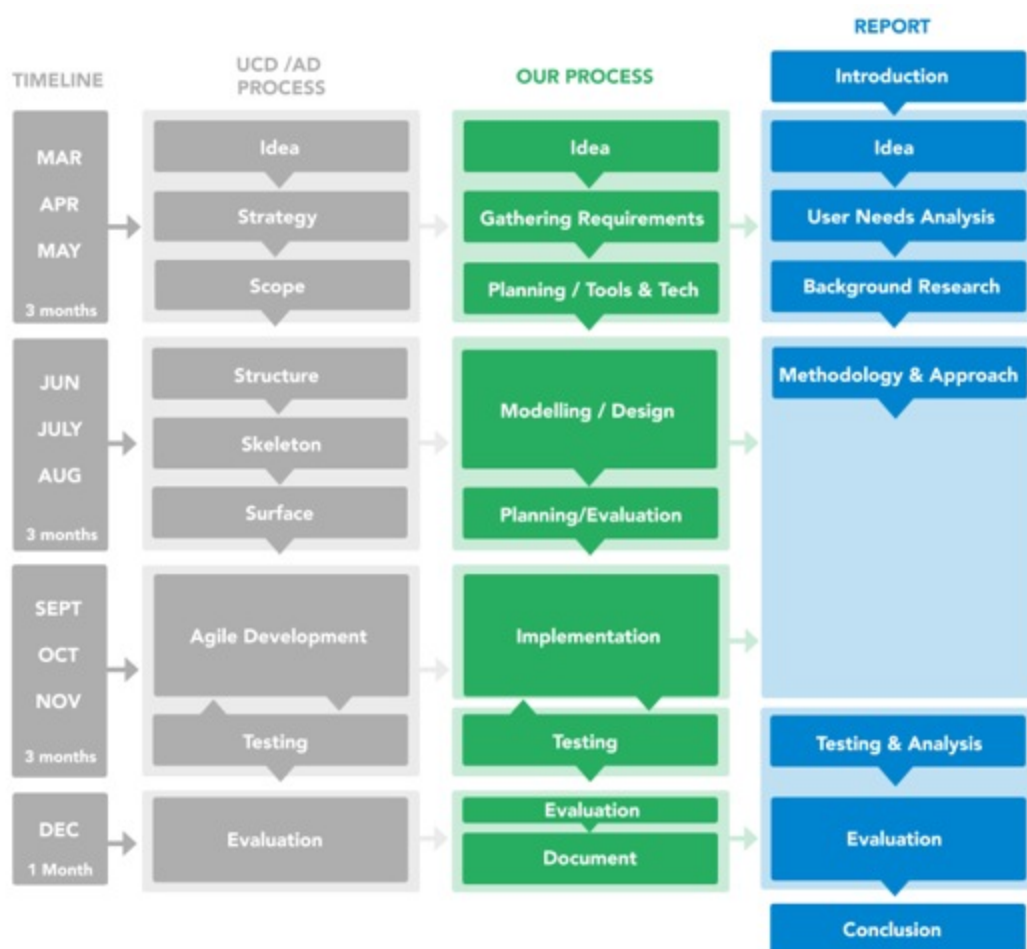 REPORT
TIMELINE
UCD /AD
PROCESS
OUR PROCESS
Introduction
MAR
APR
MAY
3 months
Idea
Strategy
Scope
Idea
Gathering Requirements
Planning / Tools & Tech
Idea
User Needs Analysis
Background Research
JUN
JULY
AUG
3 months
Structure
Skeleton
Surface
Modelling / Design
Planning/Evaluation
Methodology & Approach
SEPT
OCT
NOV
3 months
Agile Development
Testing
Implementation
Testing
Testing & Analysis
DEC
1 Month
Evaluation
Evaluation
Document
Evaluation
Conclusion